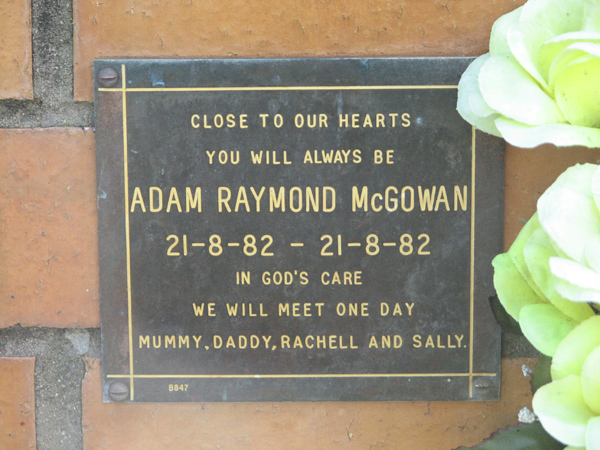 CLOSE TO OUR HEARTS
YOU WILL ALWAYS BE
ADAM RAYMOND McGOWAN
21-8-82 - 21-8-82
IN GOD'S CARE
WE WILL MEET ONE DAY
MUMMY, DADDY, RACHELL AND SALLY.
B847